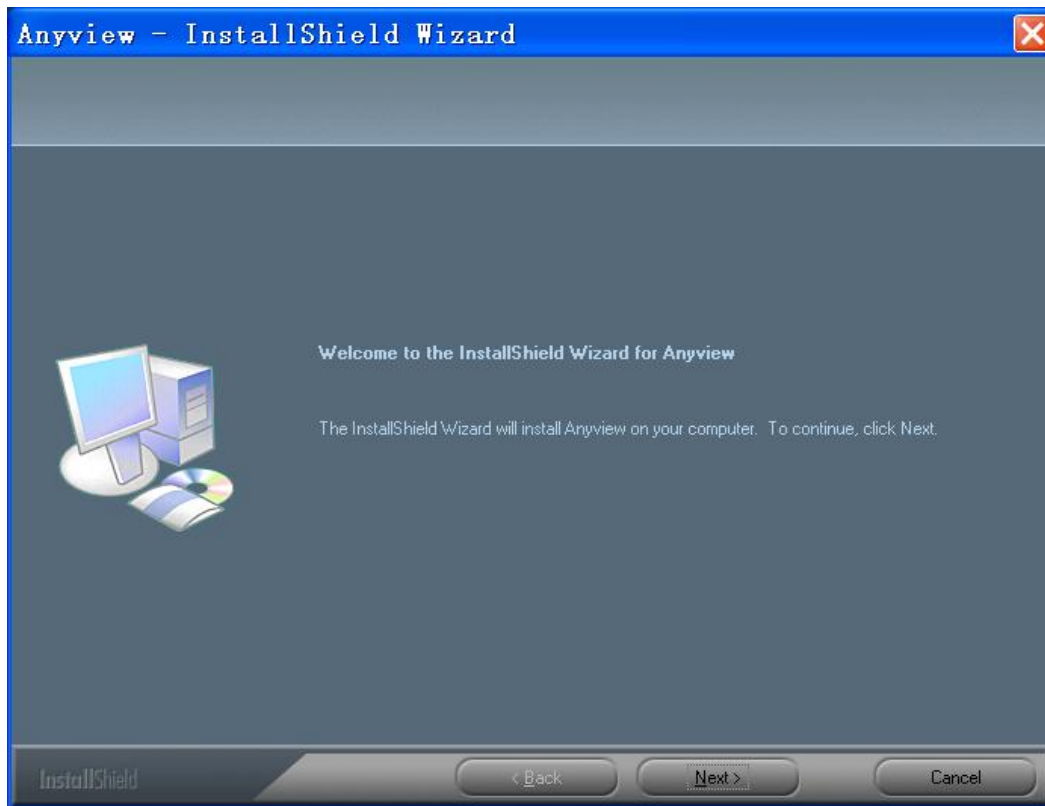 Anyview - InstallShield Wizard
Welcome to the InstallShield Wizard for Anyview
The InstallShield Wizard will install Anyview on your computer. To continue, click Next.
InstallShield
< Back
Next >
Cancel